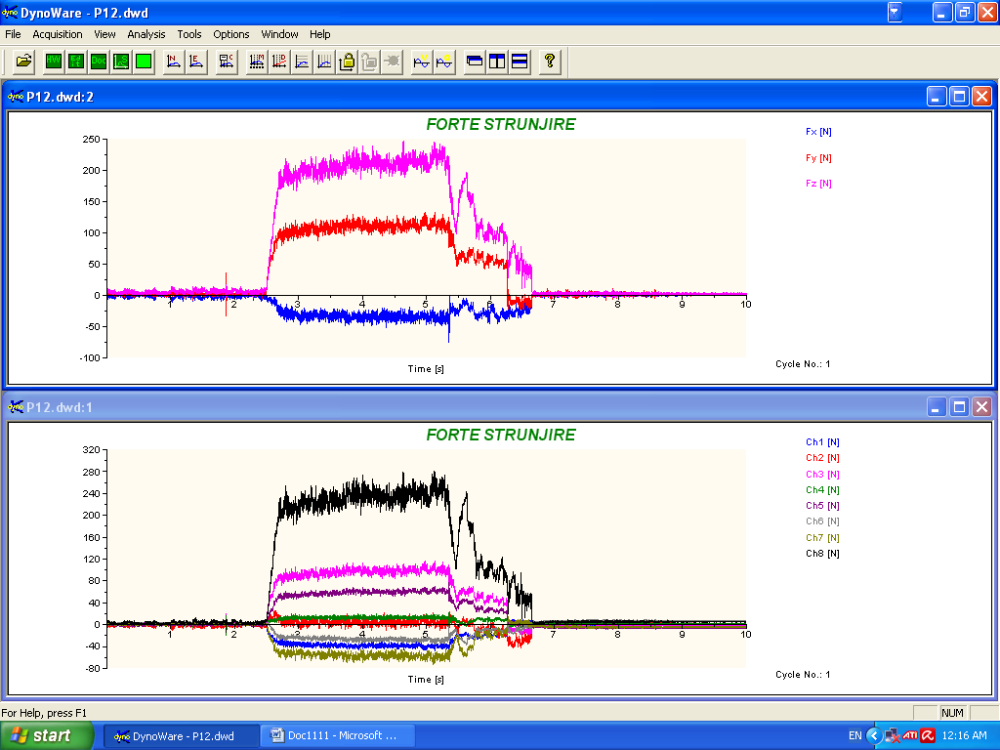 DynoWare - P12.dwd
File Acquisition View Analysis Tools Options Window Help
P12.dwd:2
FORTE STRUNJIRE
Fx [N]
Fy [N]
Fz [N]
250
200
150
100
50
0
-50
-100
1 2 3 4 5 6 7 8 9 10
Time [s]
Cycle No.: 1
P12.dwd:1
FORTE STRUNJIRE
Ch1 [N]
Ch2 [N]
Ch3 [N]
Ch4 [N]
Ch5 [N]
Ch6 [N]
Ch7 [N]
Ch8 [N]
320
280
240
200
160
120
80
40
0
-40
-80
1 2 3 4 5 6 7 8 9 10
Time [s]
Cycle No.: 1
For Help, press F1
NUM
start
DynoWare - P12.dwd
Doc1111 - Microsoft ...
EN
ATI
12:16 AM